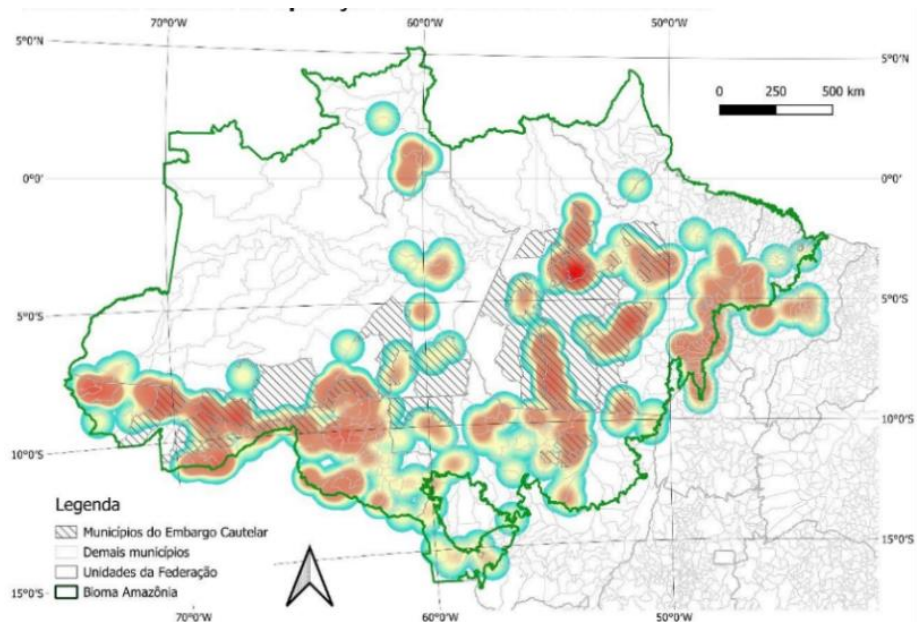 70°0'W 60°0'W 50°0'W
5°0'N 5°0'N
0 250 500 km
0°0' 0°0'
5°0'S 5°0'S
10°0'S 10°0'S
Legenda
Municípios do Embargo Cautelar
Demais municípios
Unidades da Federação
Bioma Amazônia
15°0'S 15°0'S
70°0'W 60°0'W 50°0'W